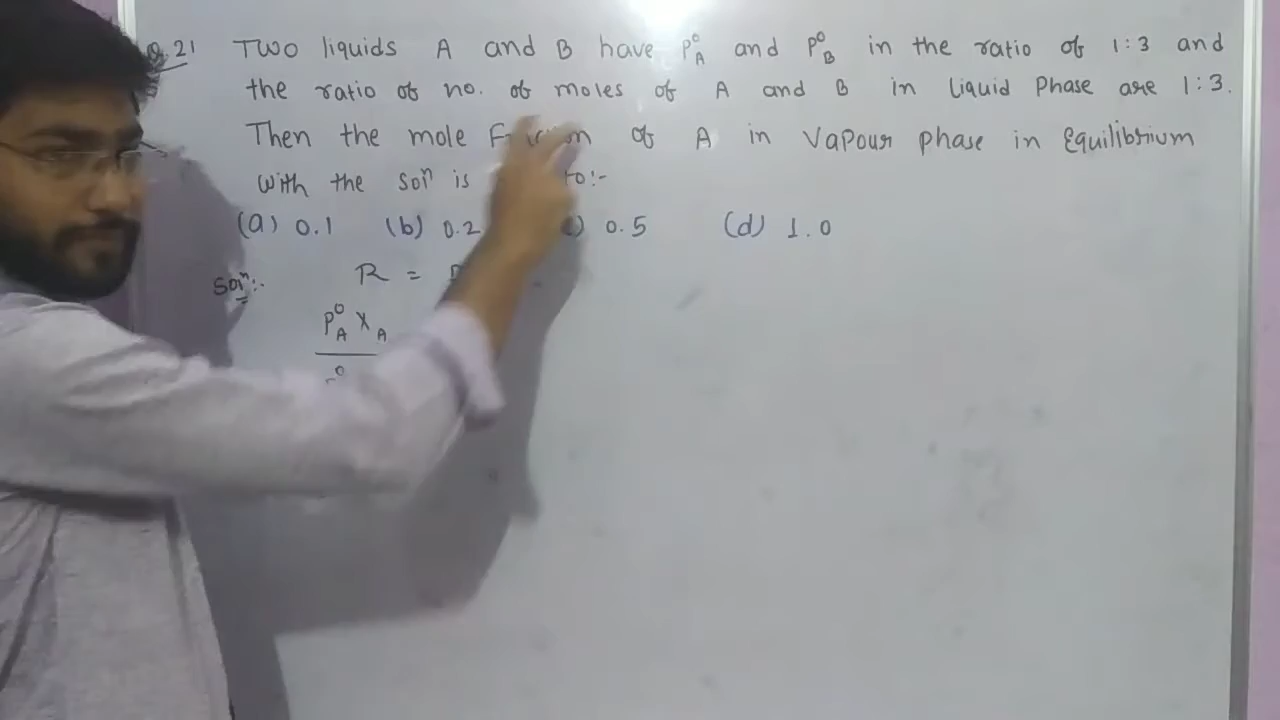 Q.21 Two liquids A and B have P°A and P°B in the ratio of 1:3 and
the ratio of no. of moles of A and B in Liquid Phase are 1:3.
Then the mole of A in Vapour phase in Equilibrium
with the solⁿ is to:-
(a) 0.1 (b) 0.2 0.5 (d) 1.0
Solⁿ:- R =
P°A XA